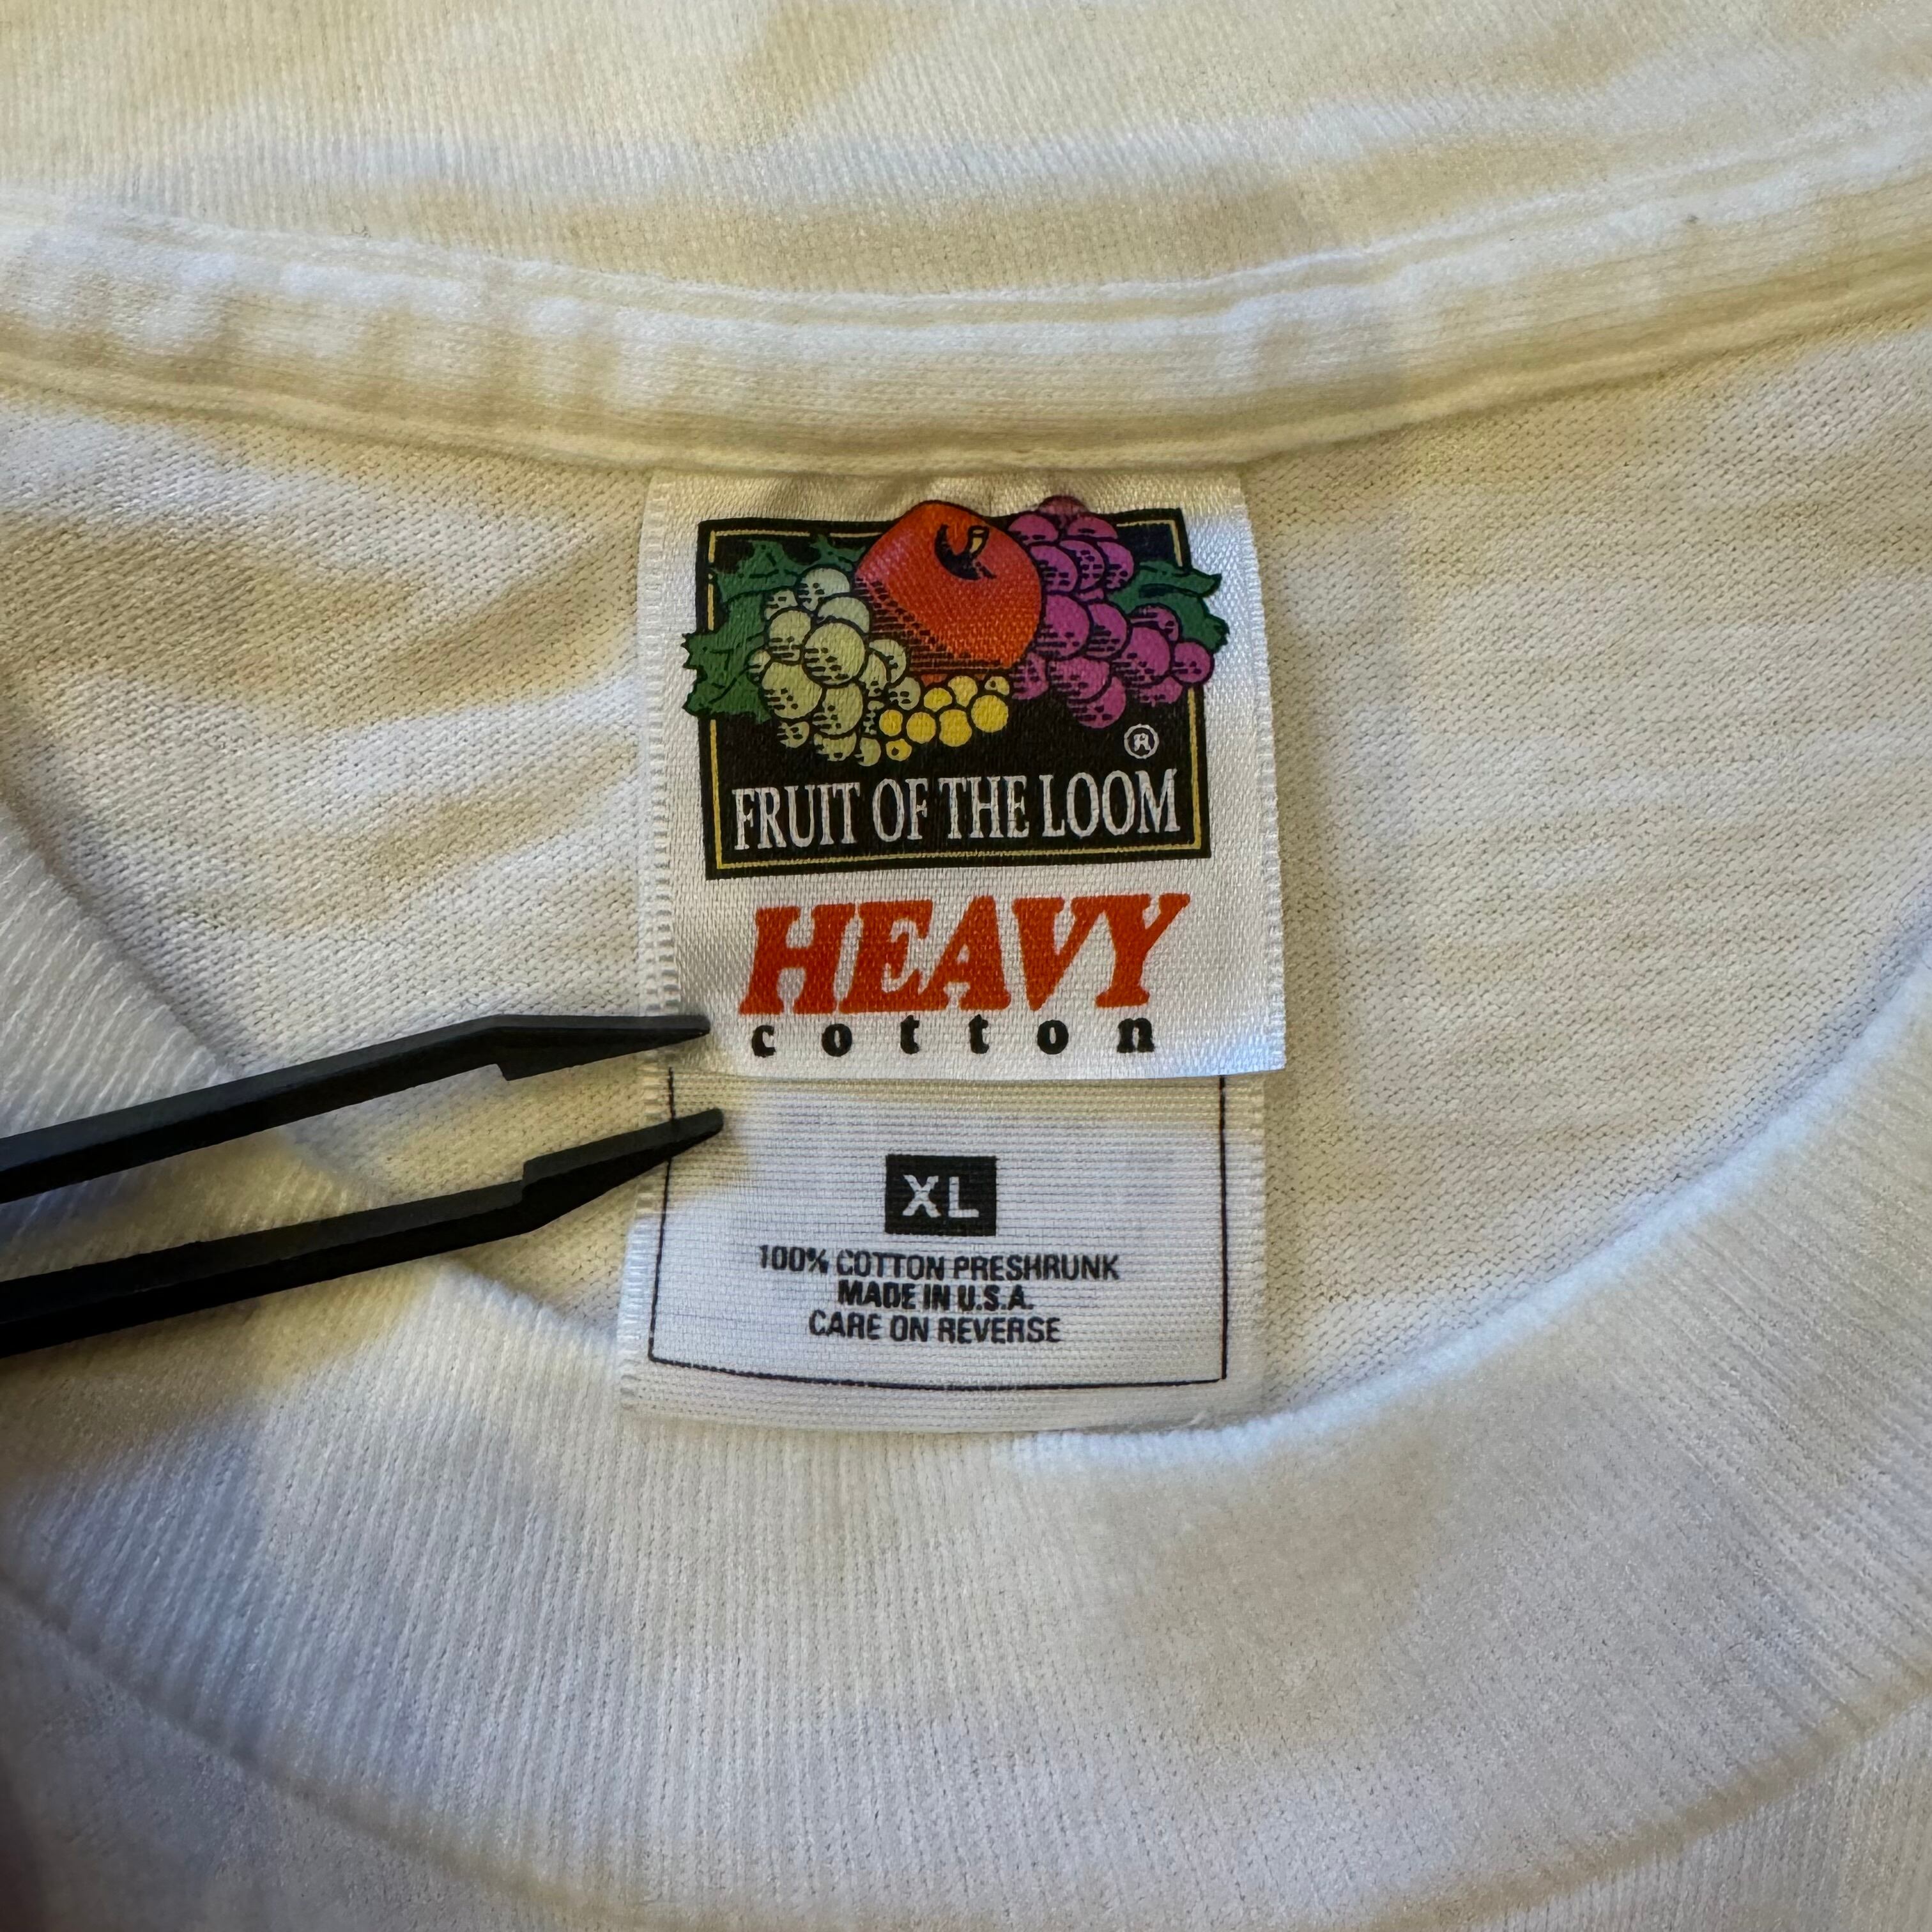 ®
FRUIT OF THE LOOM
HEAVY
cotton
XL
100% COTTON PRESHRUNK
MADE IN U.S.A.
CARE ON REVERSE